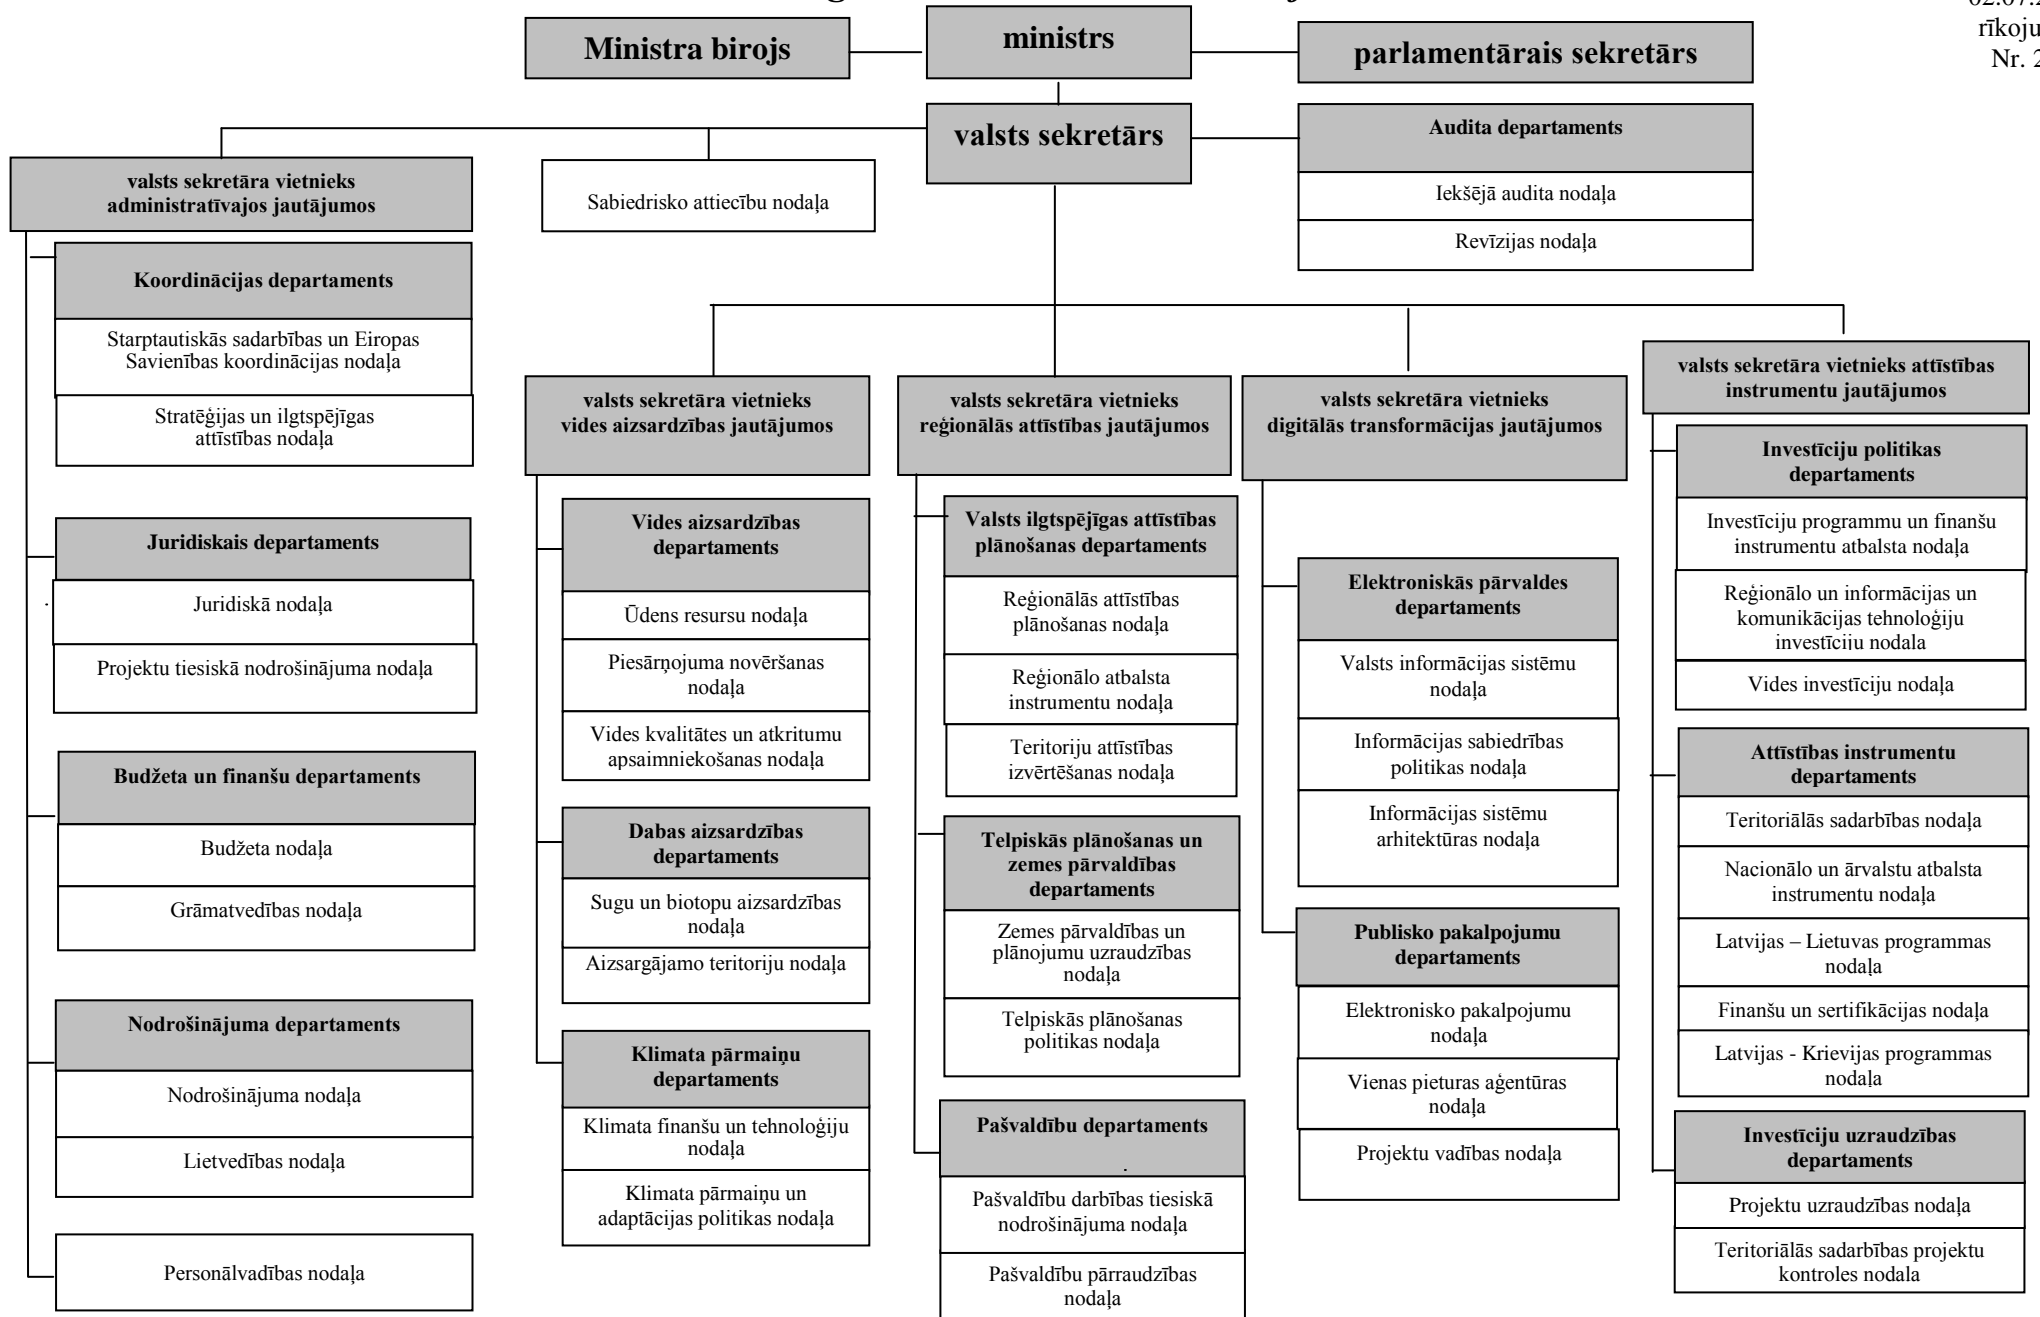 Ministra birojs
ministrs
parlamentārais sekretārs
Nr. 2
valsts sekretārs
Audita departaments
Iekšējā audita nodaļa
Revīzijas nodaļa
valsts sekretāra vietnieks
administratīvajos jautājumos
Sabiedrisko attiecību nodaļa
Koordinācijas departaments
Starptautiskās sadarbības un Eiropas
Savienības koordinācijas nodaļa
Stratēģijas un ilgtspējīgas
attīstības nodaļa
Juridiskais departaments
Juridiskā nodaļa
Projektu tiesiskā nodrošinājuma nodaļa
Budžeta un finanšu departaments
Budžeta nodaļa
Grāmatvedības nodaļa
Nodrošinājuma departaments
Nodrošinājuma nodaļa
Lietvedības nodaļa
Personālvadības nodaļa
valsts sekretāra vietnieks
vides aizsardzības jautājumos
Vides aizsardzības
departaments
Ūdens resursu nodaļa
Piesārņojuma novēršanas
nodaļa
Vides kvalitātes un atkritumu
apsaimniekošanas nodaļa
Dabas aizsardzības
departaments
Sugu un biotopu aizsardzības
nodaļa
Aizsargājamo teritoriju nodaļa
Klimata pārmaiņu
departaments
Klimata finanšu un tehnoloģiju
nodaļa
Klimata pārmaiņu un
adaptācijas politikas nodaļa
valsts sekretāra vietnieks
reģionālās attīstības jautājumos
Valsts ilgtspējīgas attīstības
plānošanas departaments
Reģionālās attīstības
plānošanas nodaļa
Reģionālo atbalsta
instrumentu nodaļa
Teritoriju attīstības
izvērtēšanas nodaļa
Telpiskās plānošanas un
zemes pārvaldības
departaments
Zemes pārvaldības un
plānojumu uzraudzības
nodaļa
Telpiskās plānošanas
politikas nodaļa
Pašvaldību departaments
Pašvaldību darbības tiesiskā
nodrošinājuma nodaļa
Pašvaldību pārraudzības
nodaļa
valsts sekretāra vietnieks
digitālās transformācijas jautājumos
Elektroniskās pārvaldes
departaments
Valsts informācijas sistēmu
nodaļa
Informācijas sabiedrības
politikas nodaļa
Informācijas sistēmu
arhitektūras nodaļa
Publisko pakalpojumu
departaments
Elektronisko pakalpojumu
nodaļa
Vienas pieturas aģentūras
nodaļa
Projektu vadības nodaļa
valsts sekretāra vietnieks attīstības
instrumentu jautājumos
Investīciju politikas
departaments
Investīciju programmu un finanšu
instrumentu atbalsta nodaļa
Reģionālo un informācijas un
komunikācijas tehnoloģiju
investīciju nodala
Vides investīciju nodaļa
Attīstības instrumentu
departaments
Teritoriālās sadarbības nodaļa
Nacionālo un ārvalstu atbalsta
instrumentu nodaļa
Latvijas – Lietuvas programmas
nodaļa
Finanšu un sertifikācijas nodaļa
Latvijas - Krievijas programmas
nodaļa
Investīciju uzraudzības
departaments
Projektu uzraudzības nodaļa
Teritoriālās sadarbības projektu
kontroles nodala